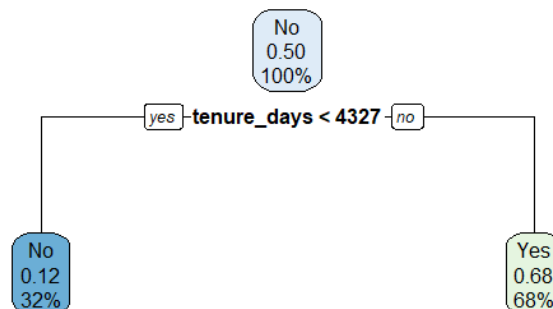 No
0.50
100%
yes tenure_days < 4327 no
No
0.12
32%
Yes
0.68
68%